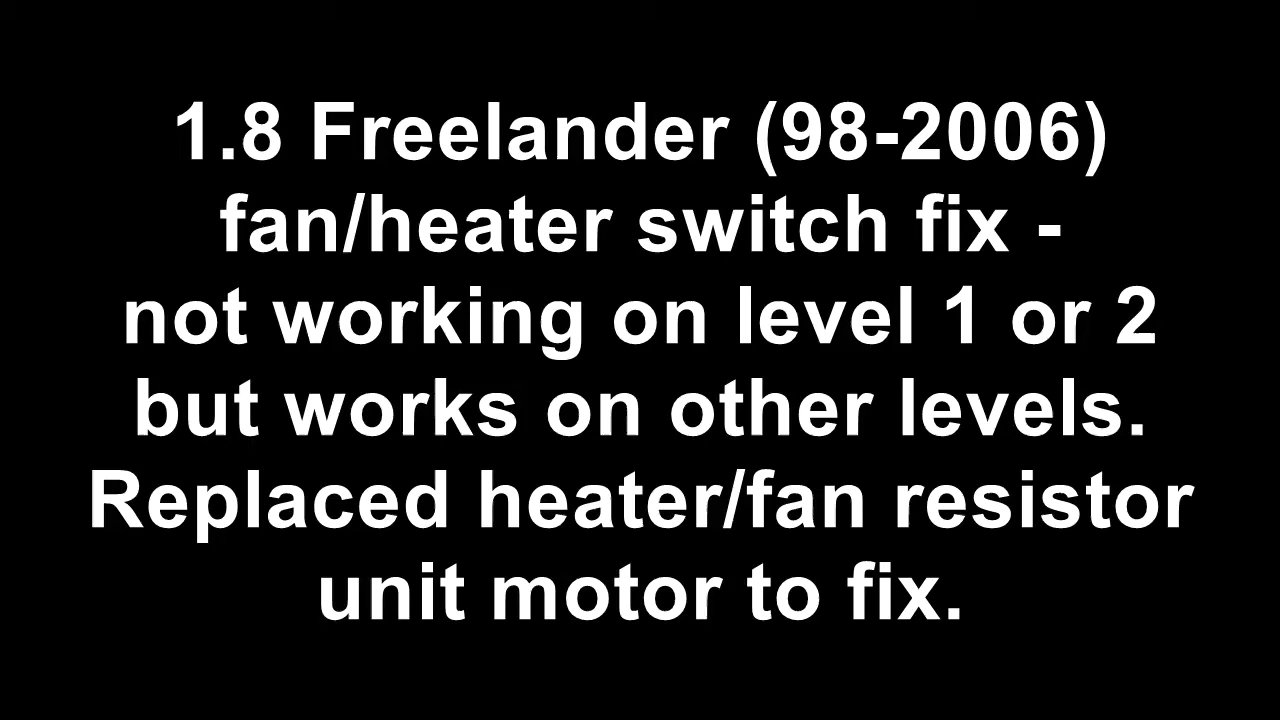 1.8 Freelander (98-2006)
fan/heater switch fix -
not working on level 1 or 2
but works on other levels.
Replaced heater/fan resistor
unit motor to fix.